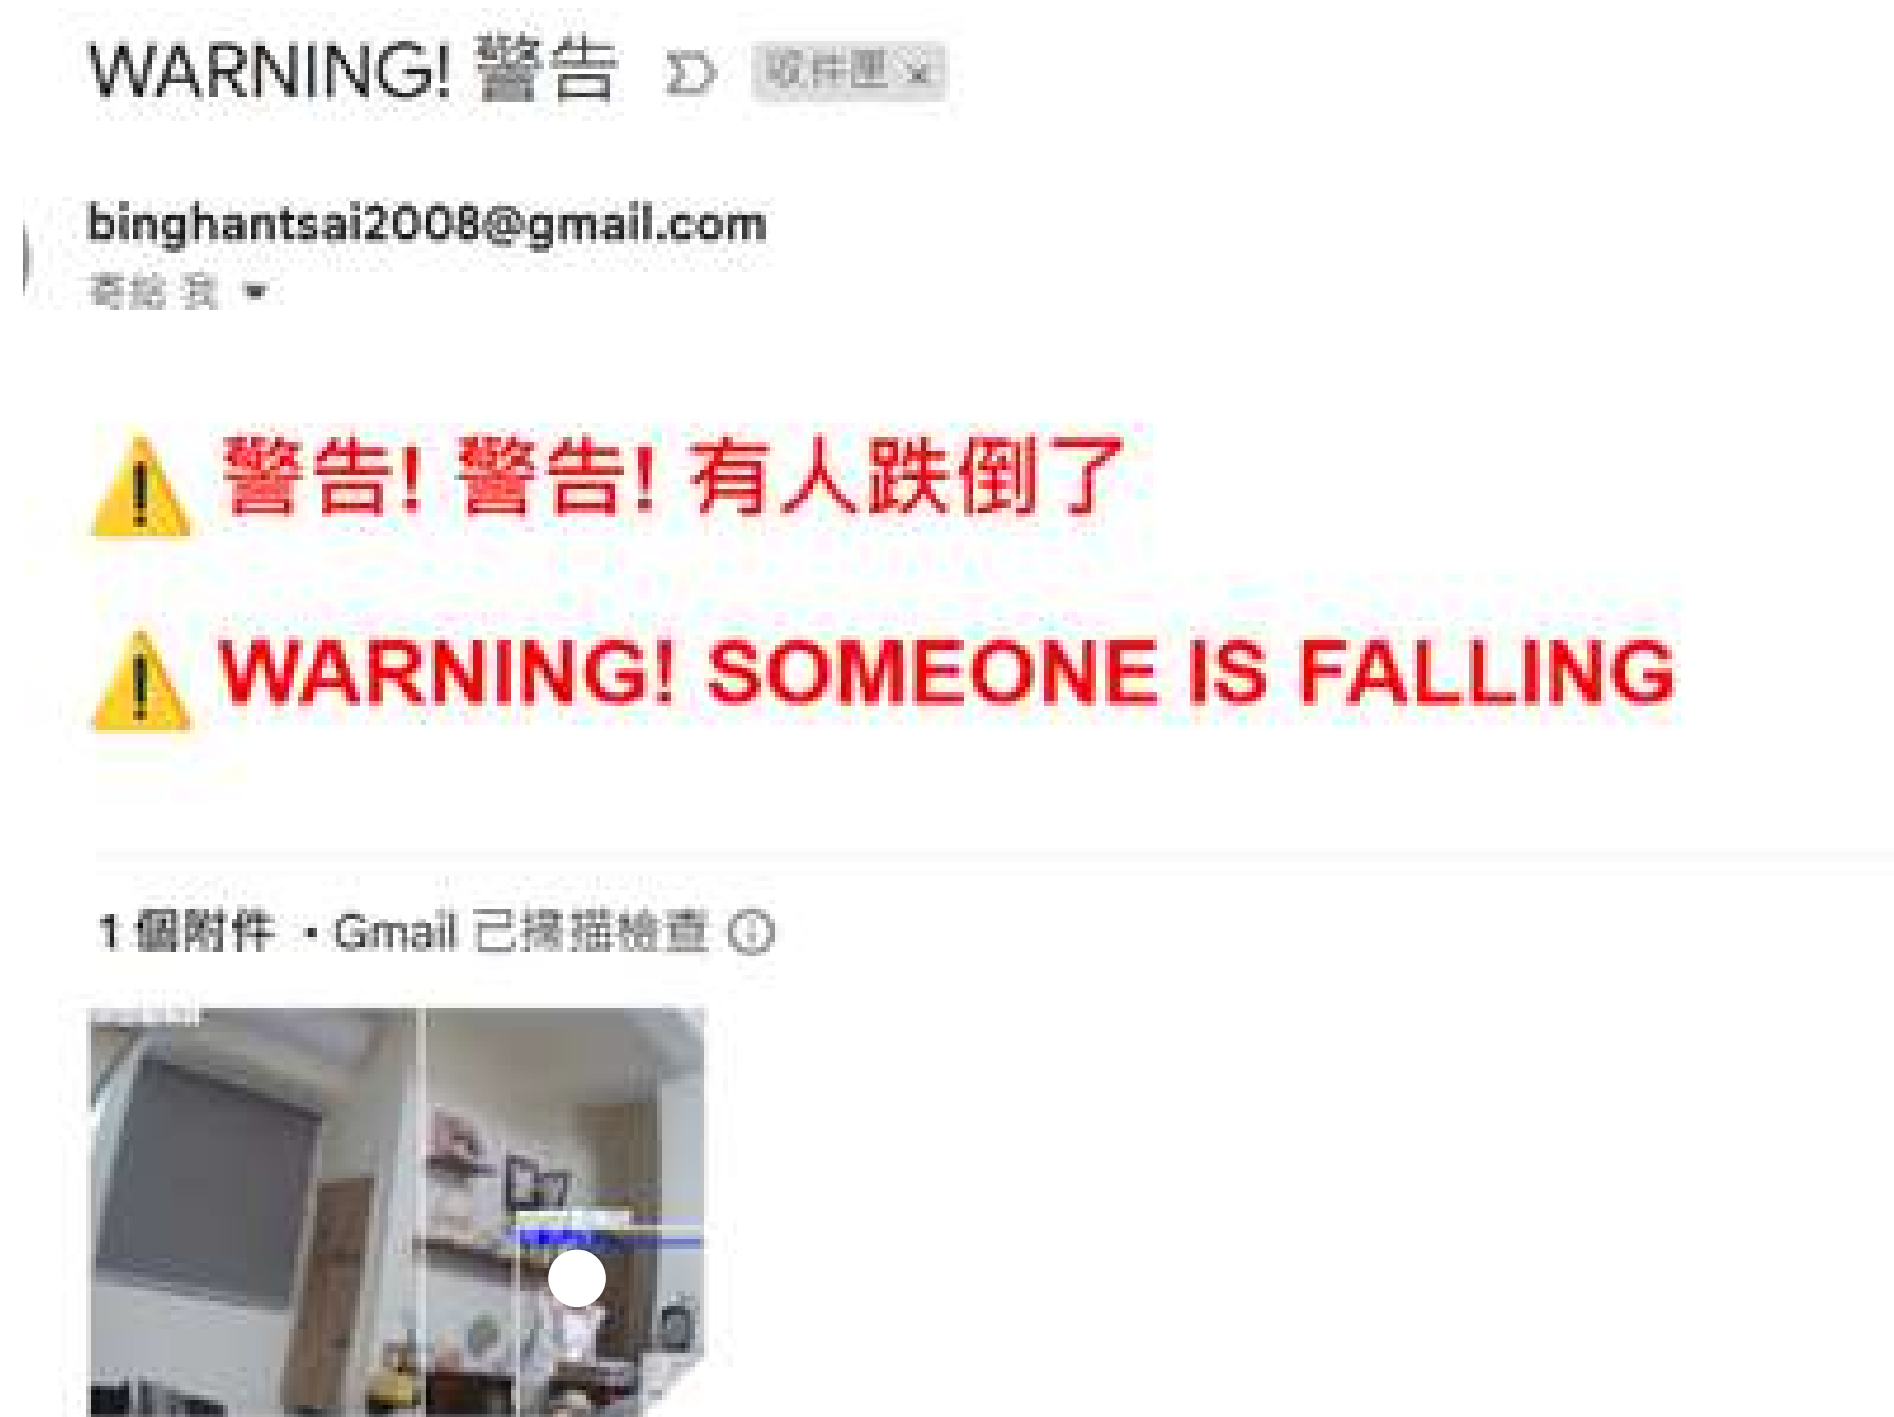 WARNING! 警告 收件匣 ×
binghantsai2008@gmail.com
寄給 我
警告! 警告! 有人跌倒了
WARNING! SOMEONE IS FALLING
1 個附件 • Gmail 已掃描檢查